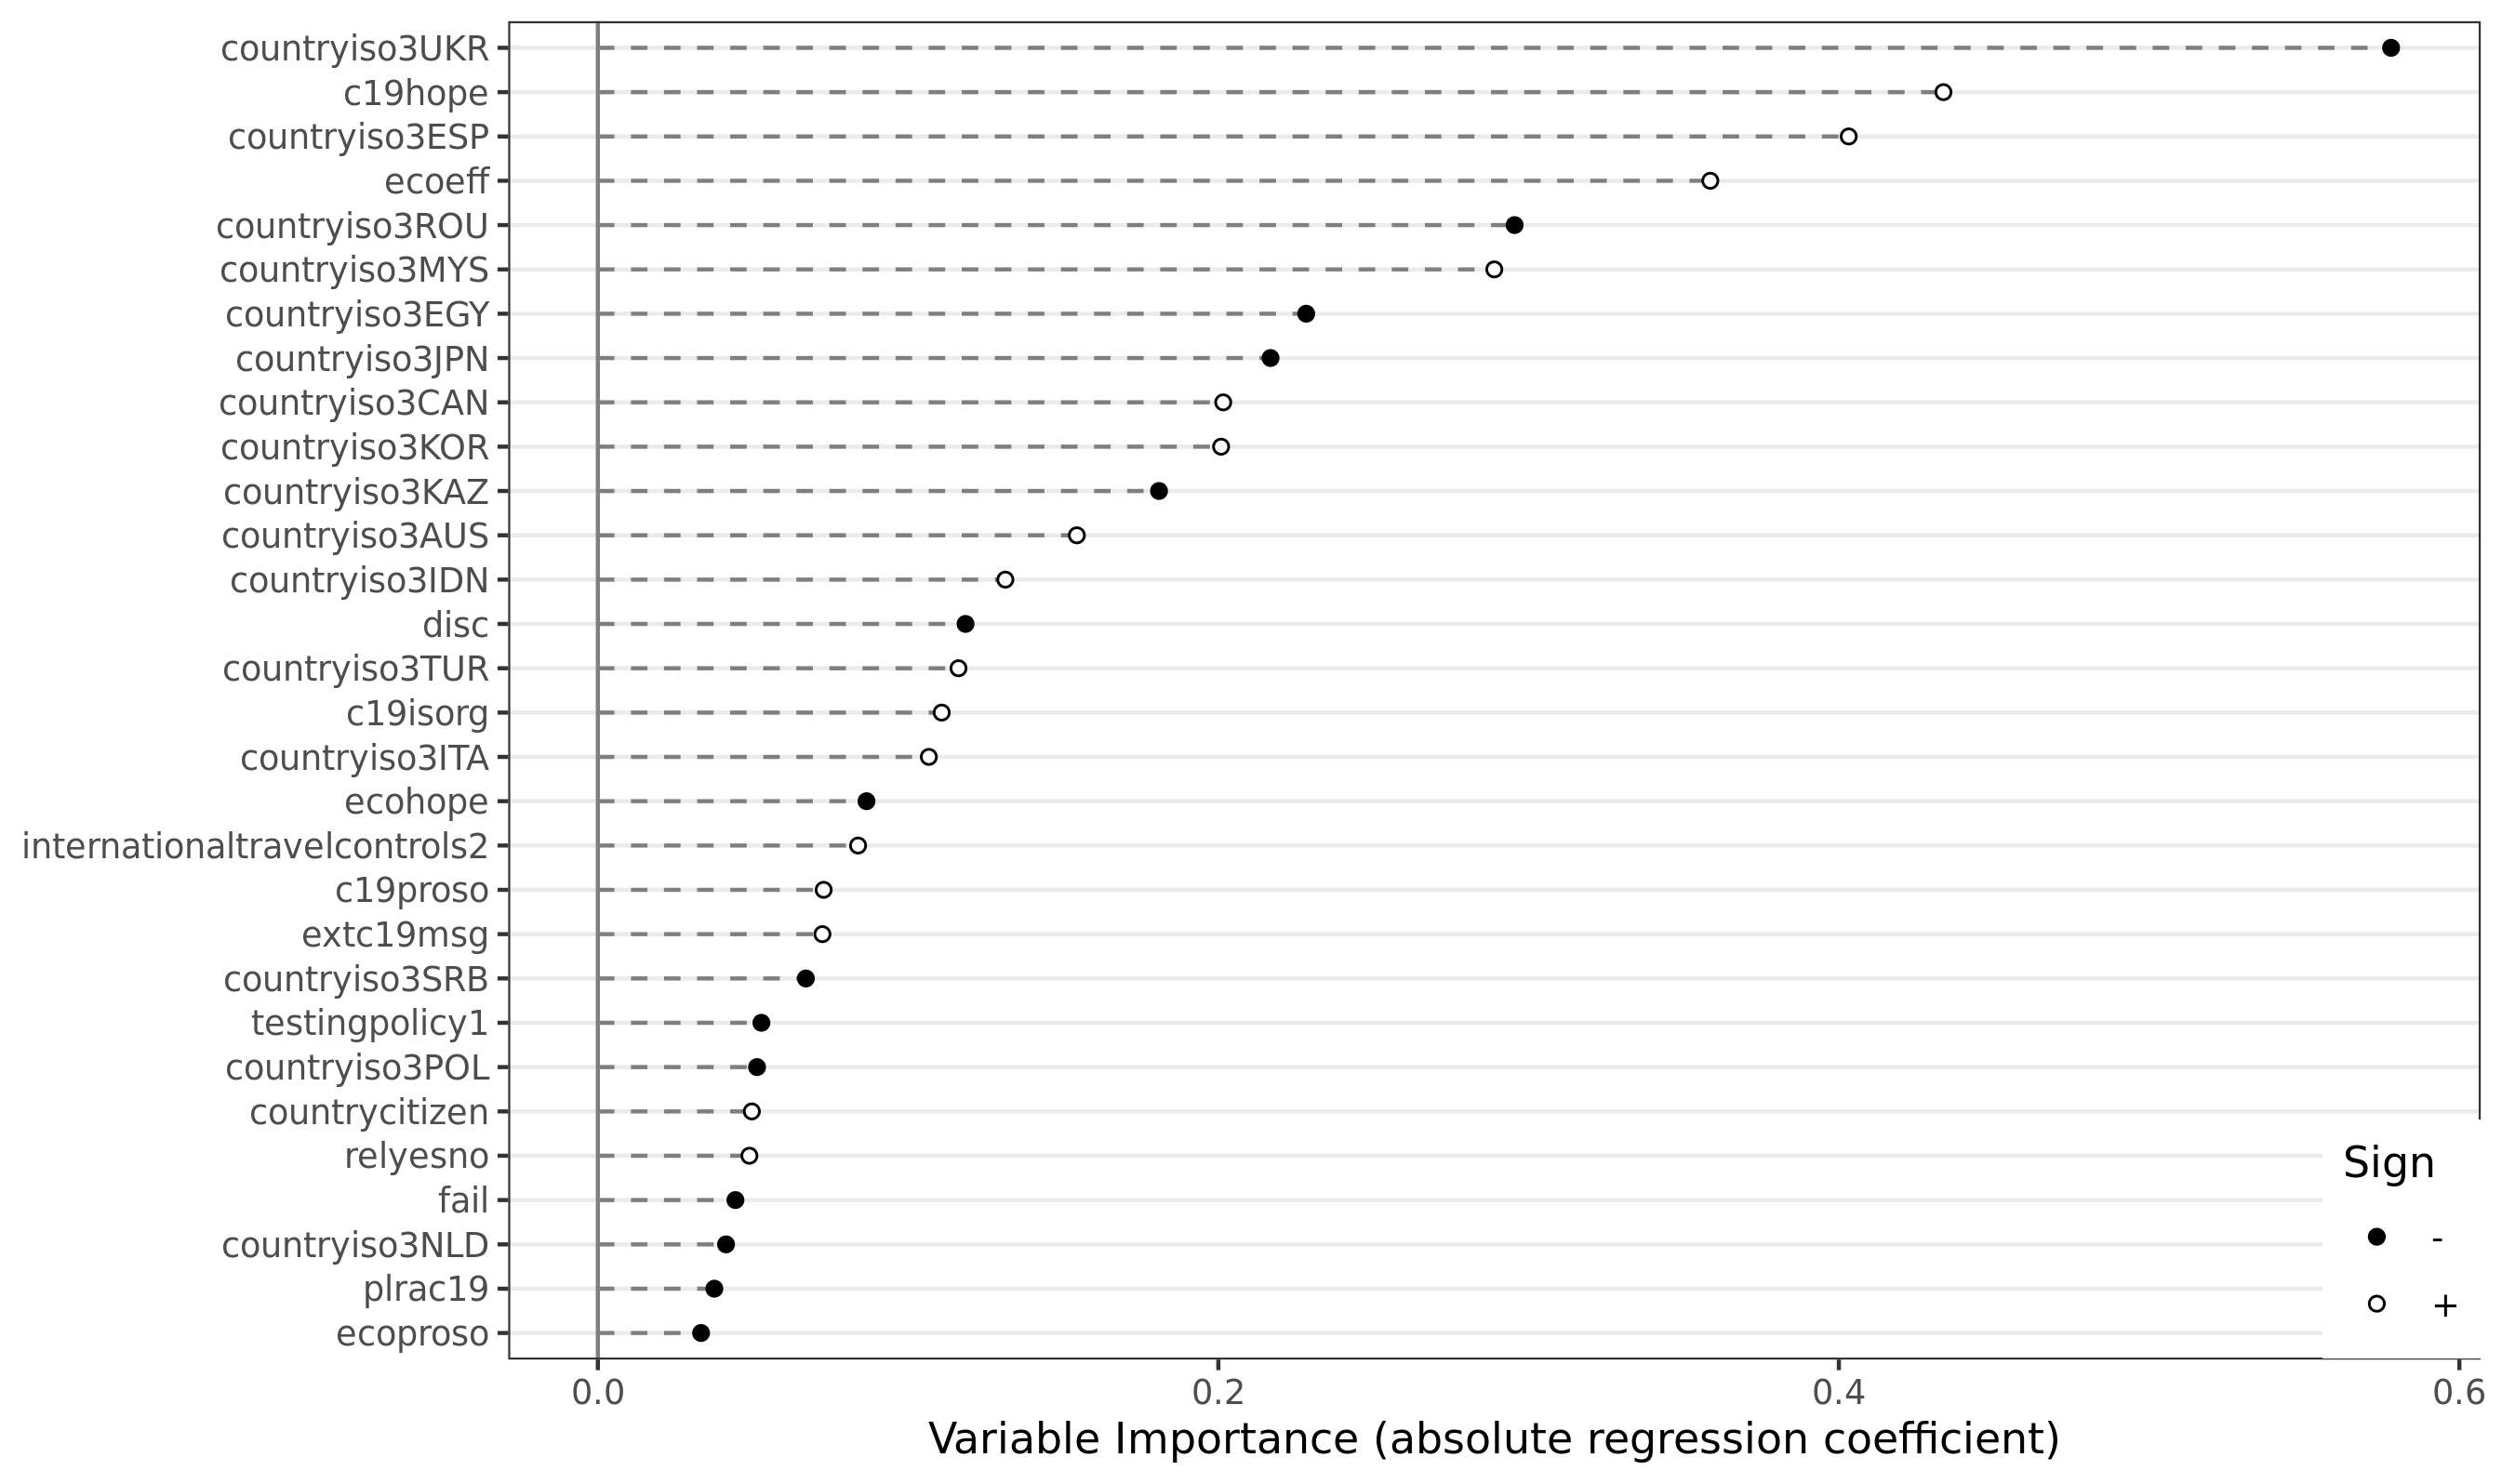 countryiso3UKR
c19hope
countryiso3ESP
ecoeff
countryiso3ROU
countryiso3MYS
countryiso3EGY
countryiso3JPN
countryiso3CAN
countryiso3KOR
countryiso3KAZ
countryiso3AUS
countryiso3IDN
disc
countryiso3TUR
c19isorg
countryiso3ITA
ecohope
internationaltravelcontrols2
c19proso
extc19msg
countryiso3SRB
testingpolicy1
countryiso3POL
countrycitizen
relyesno
fail
countryiso3NLD
plrac19
ecoproso
Sign
-
+
0.0 0.2 0.4 0.6
Variable Importance (absolute regression coefficient)